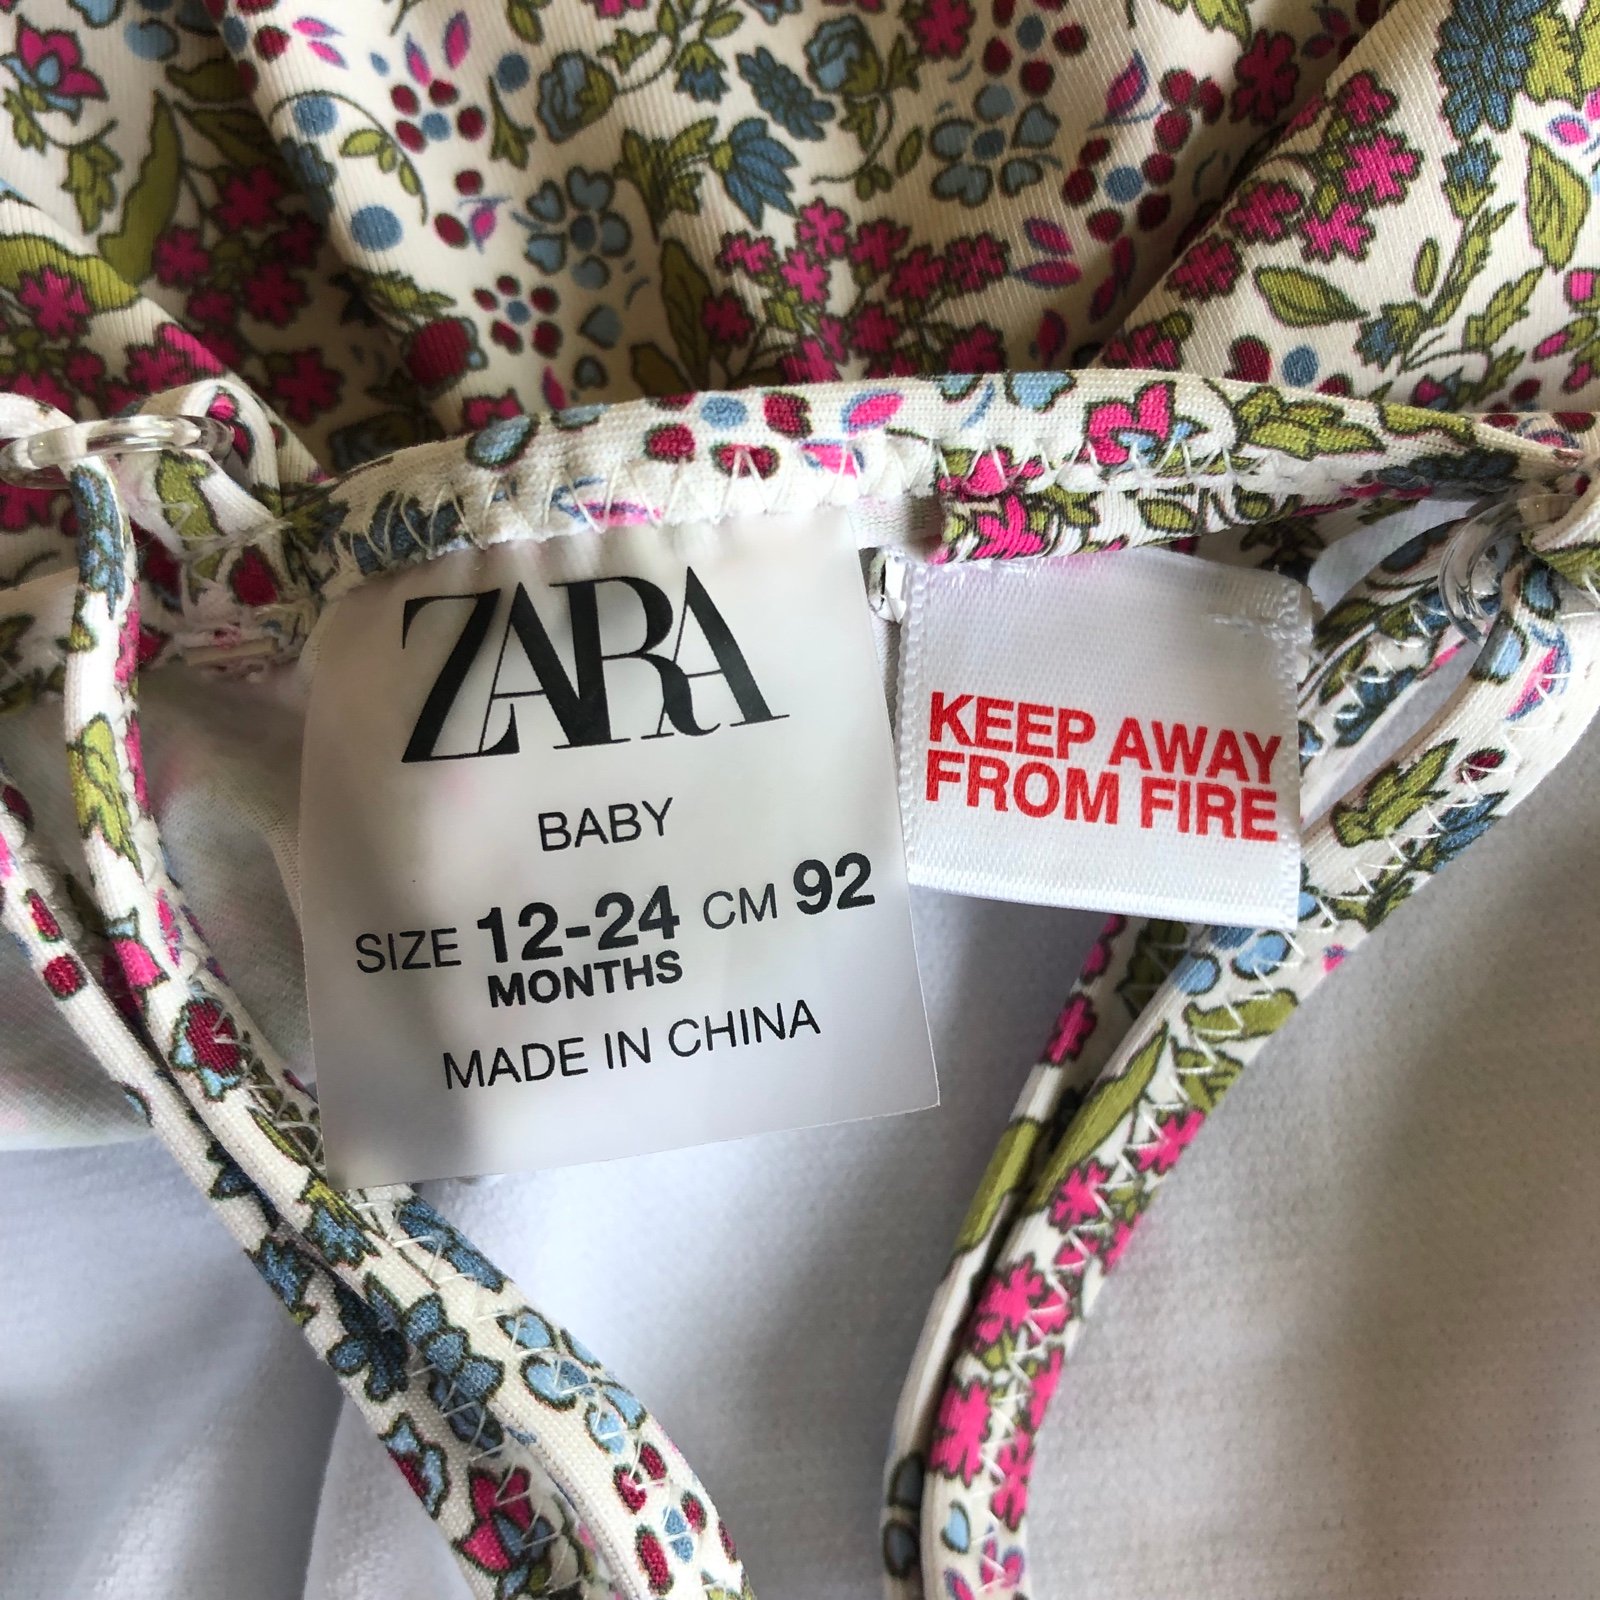 ZARA
BABY
SIZE 12-24 CM 92
MONTHS
MADE IN CHINA
KEEP AWAY
FROM FIRE